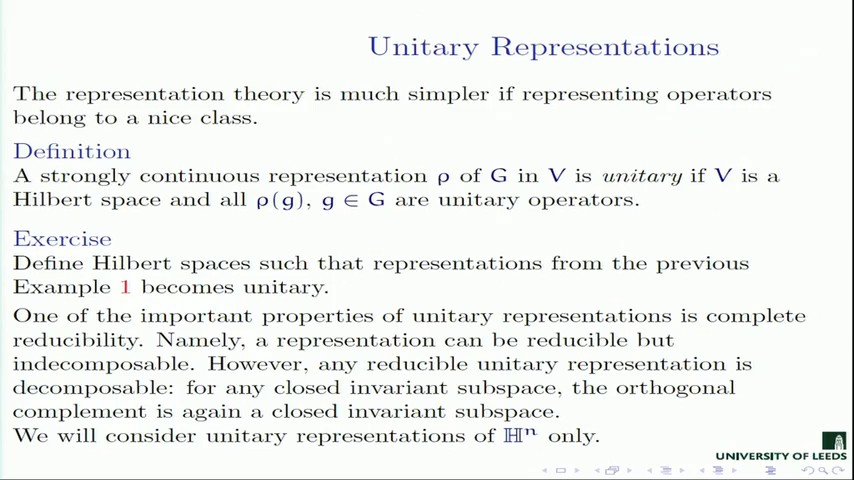 Unitary Representations
The representation theory is much simpler if representing operators
belong to a nice class.
Definition
A strongly continuous representation ρ of G in V is unitary if V is a
Hilbert space and all ρ(g), g ∈ G are unitary operators.
Exercise
Define Hilbert spaces such that representations from the previous
Example 1 becomes unitary.
One of the important properties of unitary representations is complete
reducibility. Namely, a representation can be reducible but
indecomposable. However, any reducible unitary representation is
decomposable: for any closed invariant subspace, the orthogonal
complement is again a closed invariant subspace.
We will consider unitary representations of ℍⁿ only.
UNIVERSITY OF LEEDS